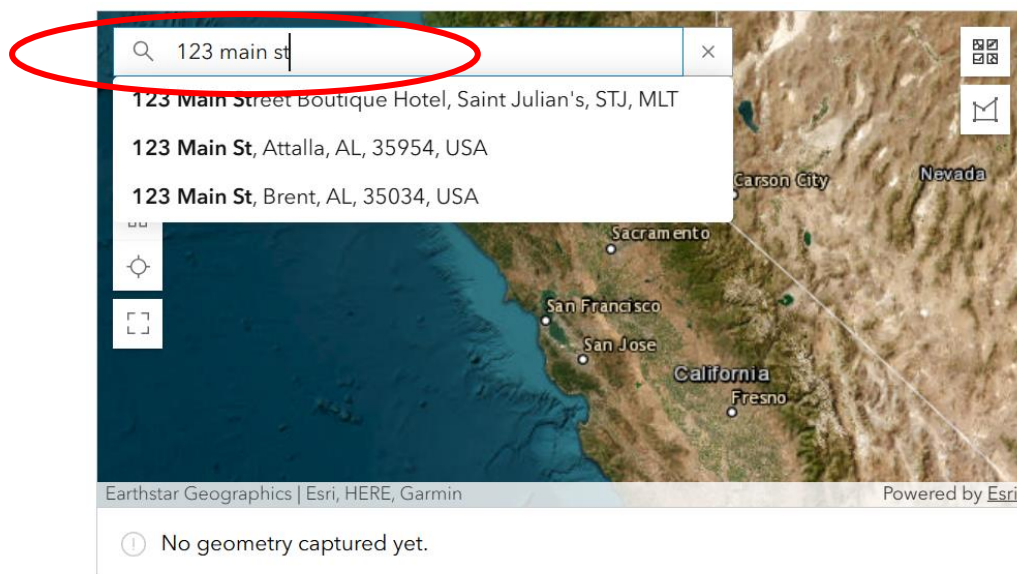 123 main st
123 Main Street Boutique Hotel, Saint Julian's, STJ, MLT
123 Main St, Attalla, AL, 35954, USA
123 Main St, Brent, AL, 35034, USA
Carson City
Nevada
Sacramento
San Francisco
San Jose
California
Fresno
Earthstar Geographics | Esri, HERE, Garmin
Powered by Esri
No geometry captured yet.